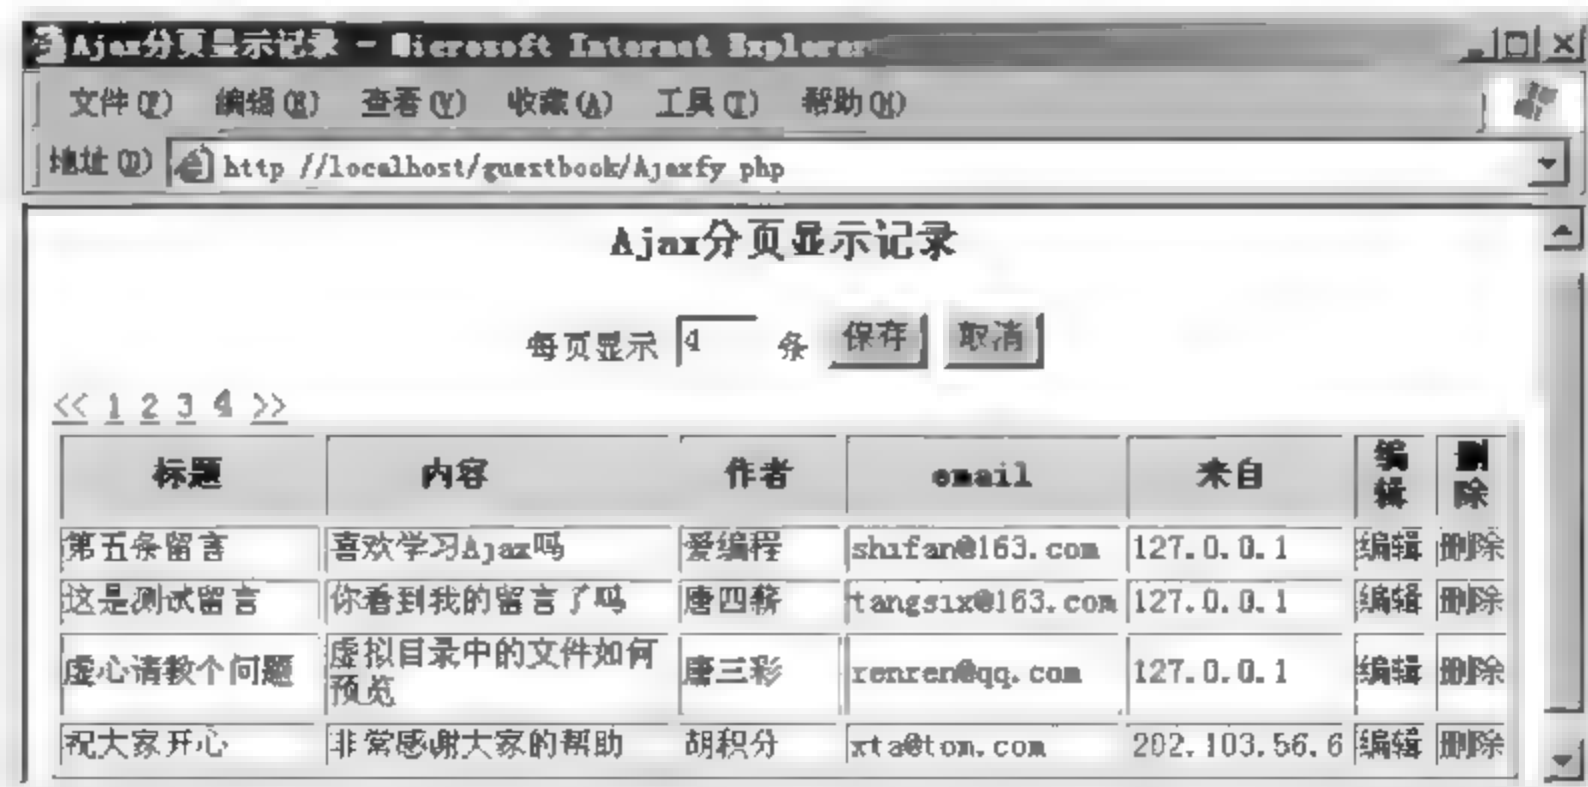 Ajax分页显示记录 - Microsoft Internet Explorer
文件(F) 编辑(E) 查看(V) 收藏(A) 工具(T) 帮助(H)
地址(D) http //localhost/guestbook/Ajaxfy php
Ajax分页显示记录
每页显示 4 条 保存 取消
<< 1 2 3 4 >>
标题 内容 作者 email 来自 编辑 删除
第五条留言 喜欢学习Ajax吗 爱编程 shifan@163.com 127.0.0.1 编辑 删除
这是测试留言 你看到我的留言了吗 唐四藓 tangsix@163.com 127.0.0.1 编辑 删除
虚心请教个问题 虚拟目录中的文件如何
预览 唐三彩 renren@qq.com 127.0.0.1 编辑 删除
祝大家开心 非常感谢大家的帮助 胡积分 xta@tom.com 202.103.56.6 编辑 删除